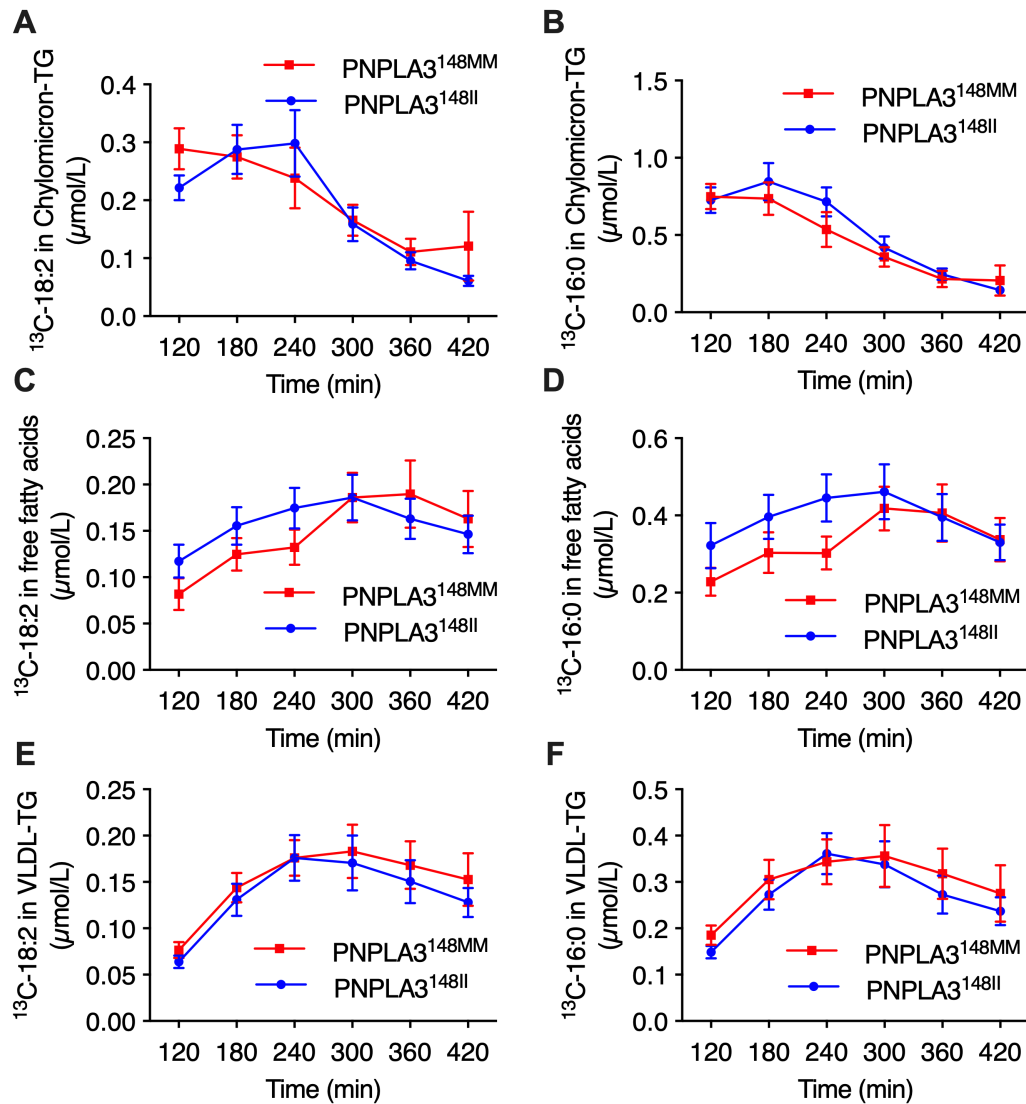 A
¹³C-18:2 in Chylomicron-TG
(µmol/L)
PNPLA3¹⁴⁸ᴹᴹ
PNPLA3¹⁴⁸ᴵᴵ
0.4
0.3
0.2
0.1
0.0
120 180 240 300 360 420
Time (min)
B
¹³C-16:0 in Chylomicron-TG
(µmol/L)
PNPLA3¹⁴⁸ᴹᴹ
PNPLA3¹⁴⁸ᴵᴵ
1.5
1.0
0.5
0.0
120 180 240 300 360 420
Time (min)
C
¹³C-18:2 in free fatty acids
(µmol/L)
0.25
0.20
0.15
0.10
0.05
0.00
PNPLA3¹⁴⁸ᴹᴹ
PNPLA3¹⁴⁸ᴵᴵ
120 180 240 300 360 420
Time (min)
D
¹³C-16:0 in free fatty acids
(µmol/L)
0.6
0.4
0.2
0.0
PNPLA3¹⁴⁸ᴹᴹ
PNPLA3¹⁴⁸ᴵᴵ
120 180 240 300 360 420
Time (min)
E
¹³C-18:2 in VLDL-TG
(µmol/L)
0.25
0.20
0.15
0.10
0.05
0.00
PNPLA3¹⁴⁸ᴹᴹ
PNPLA3¹⁴⁸ᴵᴵ
120 180 240 300 360 420
Time (min)
F
¹³C-16:0 in VLDL-TG
(µmol/L)
0.5
0.4
0.3
0.2
0.1
0.0
PNPLA3¹⁴⁸ᴹᴹ
PNPLA3¹⁴⁸ᴵᴵ
120 180 240 300 360 420
Time (min)